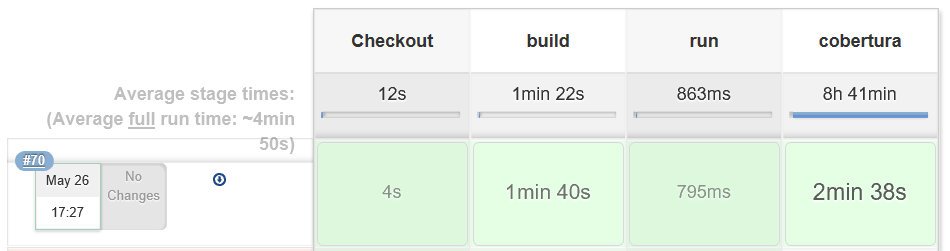 Checkout build run cobertura
Average stage times:
(Average full run time: ~4min
50s)
12s 1min 22s 863ms 8h 41min
#70
May 26
17:27
No
Changes
4s 1min 40s 795ms 2min 38s